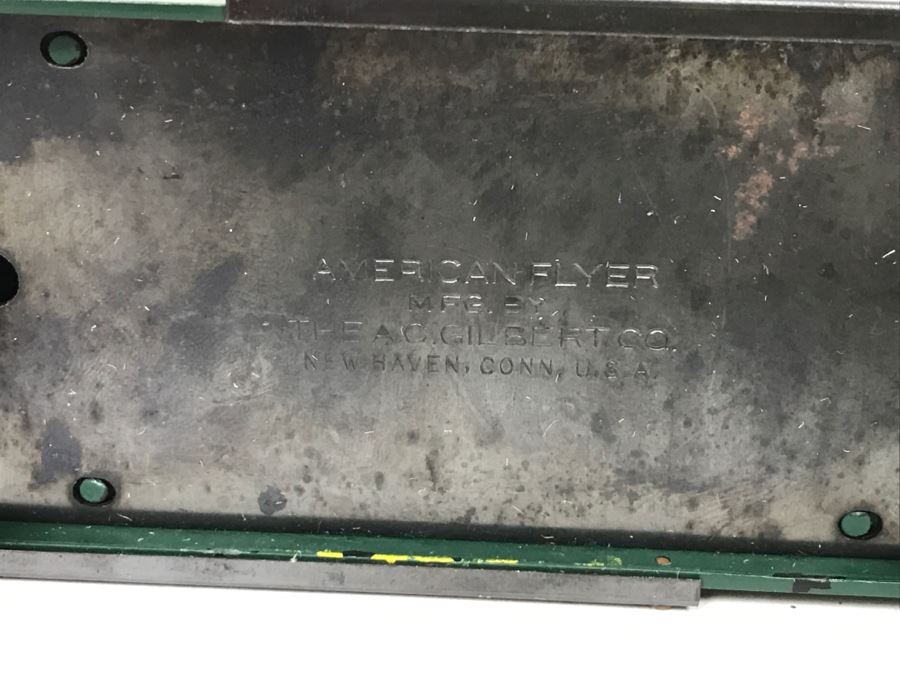 AMERICAN FLYER
MFG. BY
THE A.C. GILBERT CO.
NEW HAVEN, CONN, U.S.A.